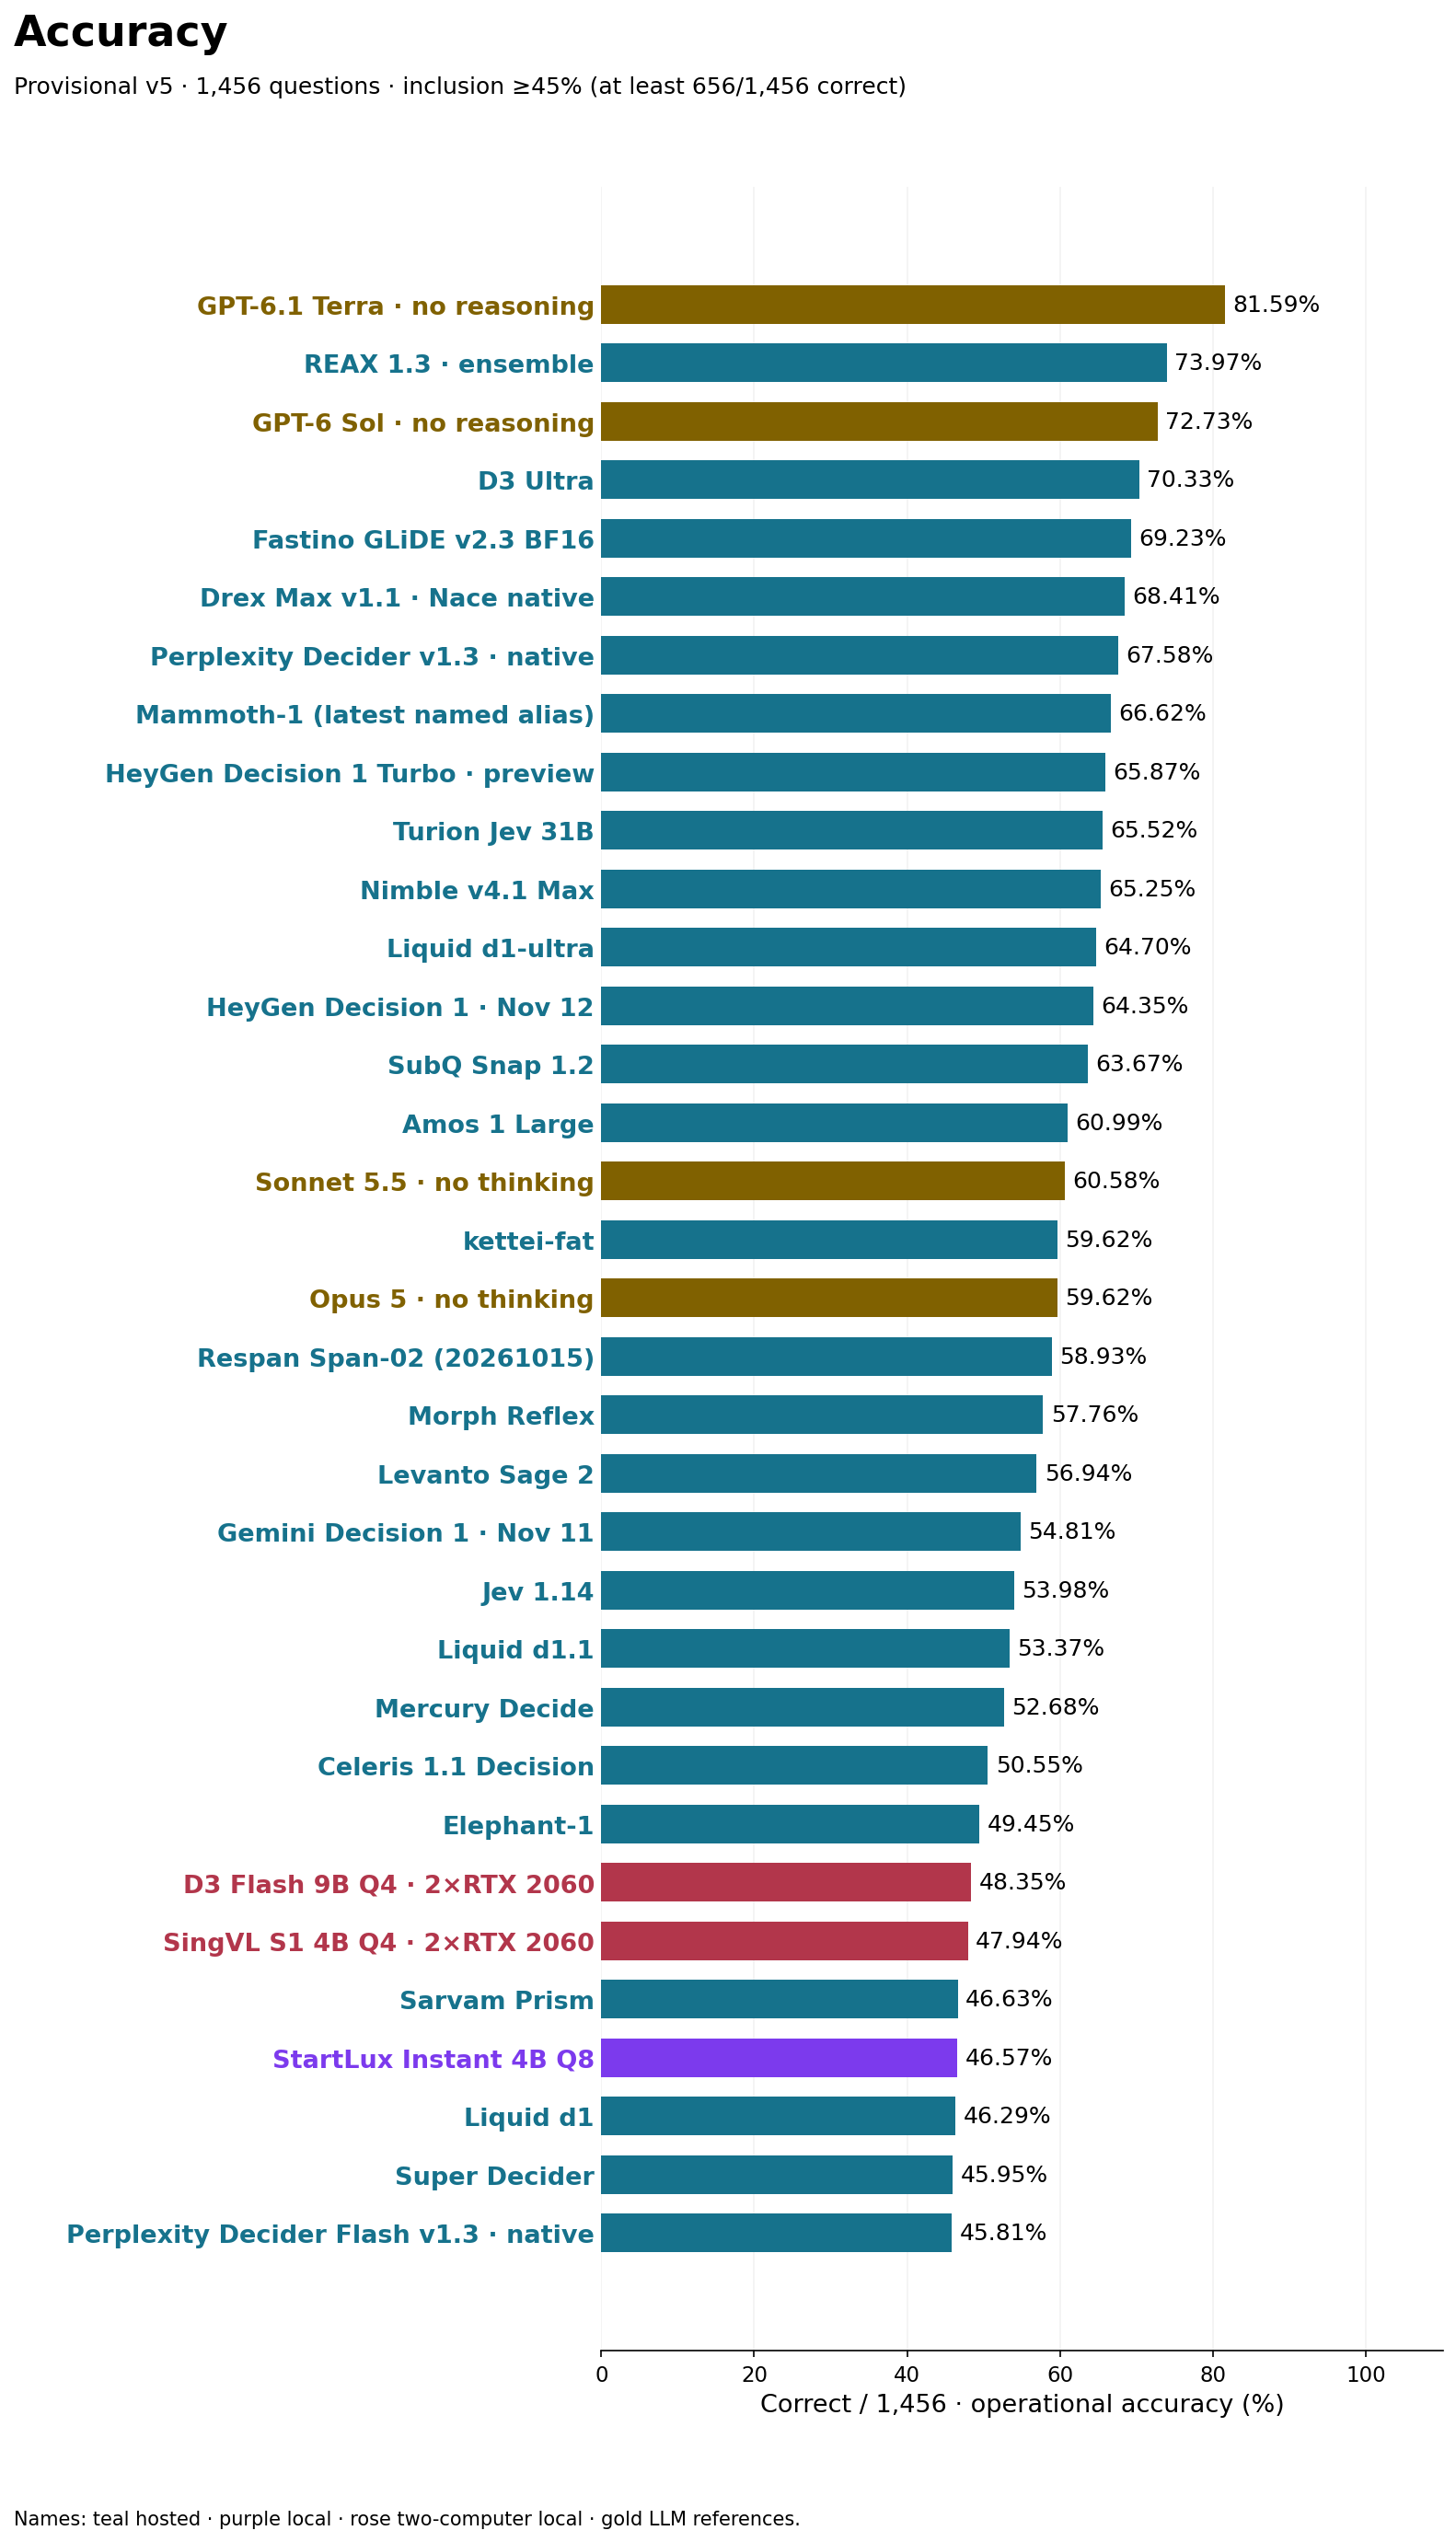 Accuracy
Provisional v5 · 1,456 questions · inclusion ≥45% (at least 656/1,456 correct)
GPT-6.1 Terra · no reasoning 81.59%
REAX 1.3 · ensemble 73.97%
GPT-6 Sol · no reasoning 72.73%
D3 Ultra 70.33%
Fastino GLiDE v2.3 BF16 69.23%
Drex Max v1.1 · Nace native 68.41%
Perplexity Decider v1.3 · native 67.58%
Mammoth-1 (latest named alias) 66.62%
HeyGen Decision 1 Turbo · preview 65.87%
Turion Jev 31B 65.52%
Nimble v4.1 Max 65.25%
Liquid d1-ultra 64.70%
HeyGen Decision 1 · Nov 12 64.35%
SubQ Snap 1.2 63.67%
Amos 1 Large 60.99%
Sonnet 5.5 · no thinking 60.58%
kettei-fat 59.62%
Opus 5 · no thinking 59.62%
Respan Span-02 (20261015) 58.93%
Morph Reflex 57.76%
Levanto Sage 2 56.94%
Gemini Decision 1 · Nov 11 54.81%
Jev 1.14 53.98%
Liquid d1.1 53.37%
Mercury Decide 52.68%
Celeris 1.1 Decision 50.55%
Elephant-1 49.45%
D3 Flash 9B Q4 · 2×RTX 2060 48.35%
SingVL S1 4B Q4 · 2×RTX 2060 47.94%
Sarvam Prism 46.63%
StartLux Instant 4B Q8 46.57%
Liquid d1 46.29%
Super Decider 45.95%
Perplexity Decider Flash v1.3 · native 45.81%
0 20 40 60 80 100
Correct / 1,456 · operational accuracy (%)
Names: teal hosted · purple local · rose two-computer local · gold LLM references.